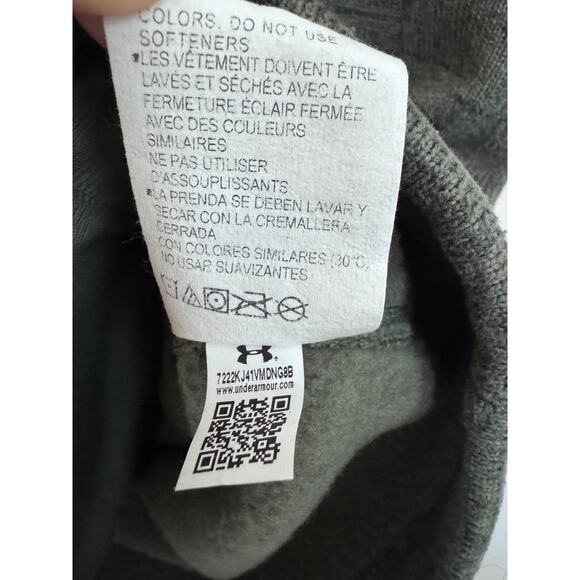 COLORS. DO NOT USE
SOFTENERS
*LES VÊTEMENT DOIVENT ÊTRE
LAVÉS ET SÉCHÉS AVEC LA
FERMETURE ÉCLAIR FERMÉE
AVEC DES COULEURS
SIMILAIRES
NE PAS UTILISER
D'ASSOUPLISSANTS
*LA PRENDA SE DEBEN LAVAR Y
SECAR CON LA CREMALLERA
CERRADA
CON COLORES SIMILARES (30°C)
NO USAR SUAVIZANTES
7222KJ41VMDNG8B
www.underarmour.com